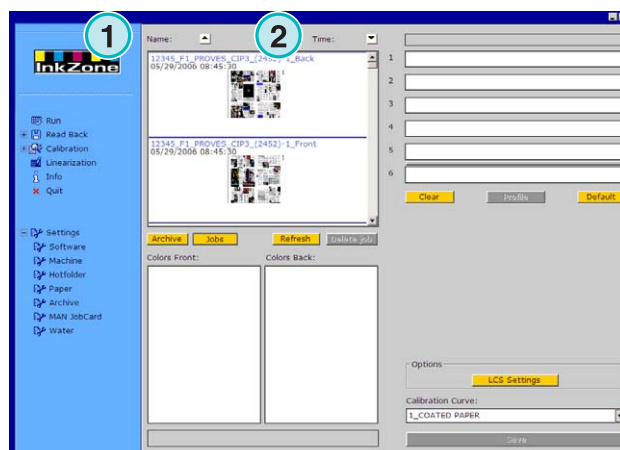 1
2
InkZone
Run
Read Back
Calibration
Linearization
Info
Quit
Settings
Software
Machine
Hotfolder
Paper
Archive
MAN JobCard
Water
Name:
Time:
12345_F1_PROVES_CIP3_(2452)-1_Back
05/29/2006 08:45:30
12345_F1_PROVES_CIP3_(2452)-1_Front
05/29/2006 08:45:30
Archive Jobs Refresh Delete job
Colors Front: Colors Back:
1
2
3
4
5
6
Clear Profile Default
Options
LCS Settings
Calibration Curve:
1_COATED PAPER
Save